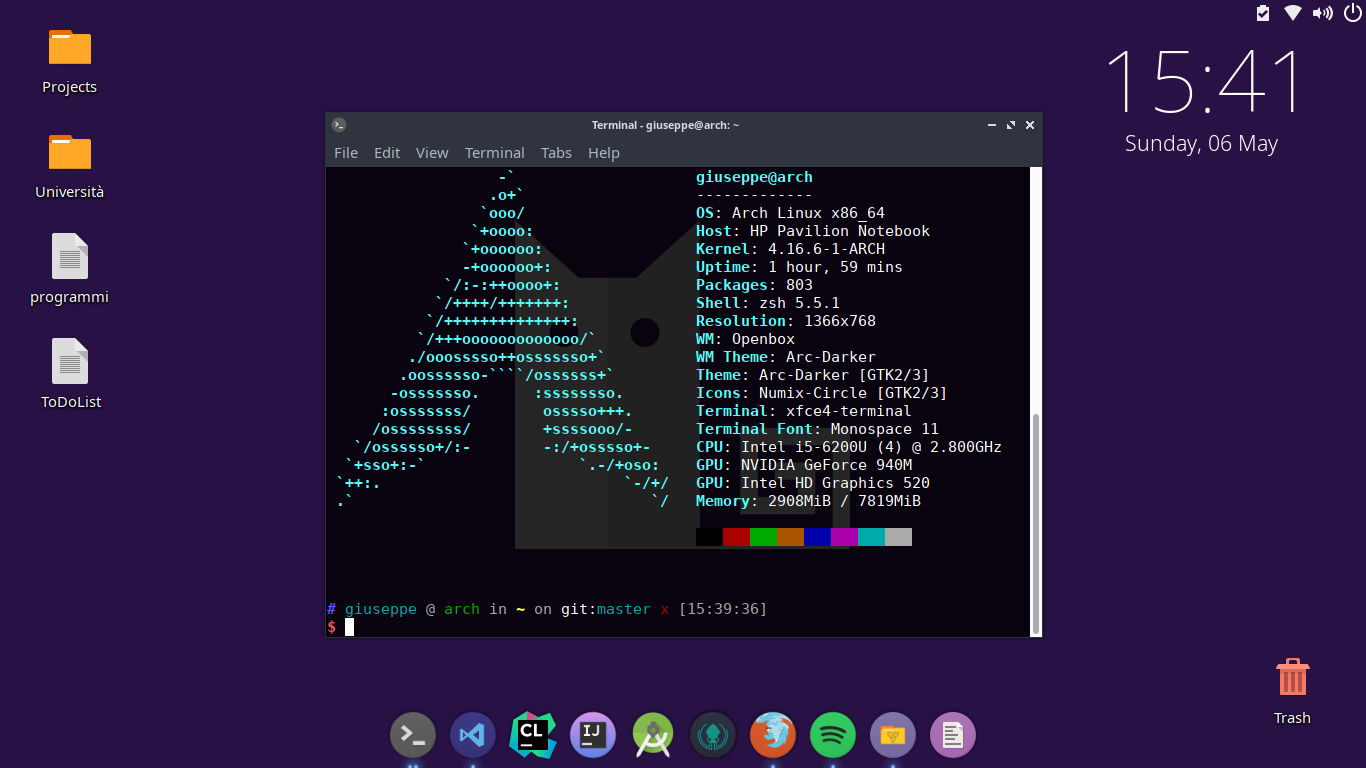 Projects
Università
programmi
ToDoList
15:41
Sunday, 06 May
Terminal - giuseppe@arch: ~
File Edit View Terminal Tabs Help
-`
.o+`
`ooo/
`+oooo:
`+oooooo:
-+oooooo+:
`/:-:++oooo+:
`/++++/+++++++:
`/++++++++++++++:
`/+++ooooooooooooo/`
./ooosssso++osssssso+`
.oossssso-````/ossssss+`
-osssssso. :ssssssso.
:osssssss/ osssso+++.
/ossssssss/ +ssssooo/-
`/ossssso+/:- -:/+osssso+-
`+sso+:-` `.-/+oso:
`++:. `-/+/
.` `/
giuseppe@arch
-------------
OS: Arch Linux x86_64
Host: HP Pavilion Notebook
Kernel: 4.16.6-1-ARCH
Uptime: 1 hour, 59 mins
Packages: 803
Shell: zsh 5.5.1
Resolution: 1366x768
WM: Openbox
WM Theme: Arc-Darker
Theme: Arc-Darker [GTK2/3]
Icons: Numix-Circle [GTK2/3]
Terminal: xfce4-terminal
Terminal Font: Monospace 11
CPU: Intel i5-6200U (4) @ 2.800GHz
GPU: NVIDIA GeForce 940M
GPU: Intel HD Graphics 520
Memory: 2908MiB / 7819MiB
# giuseppe @ arch in ~ on git:master x [15:39:36]
$
Trash
CL
IJ